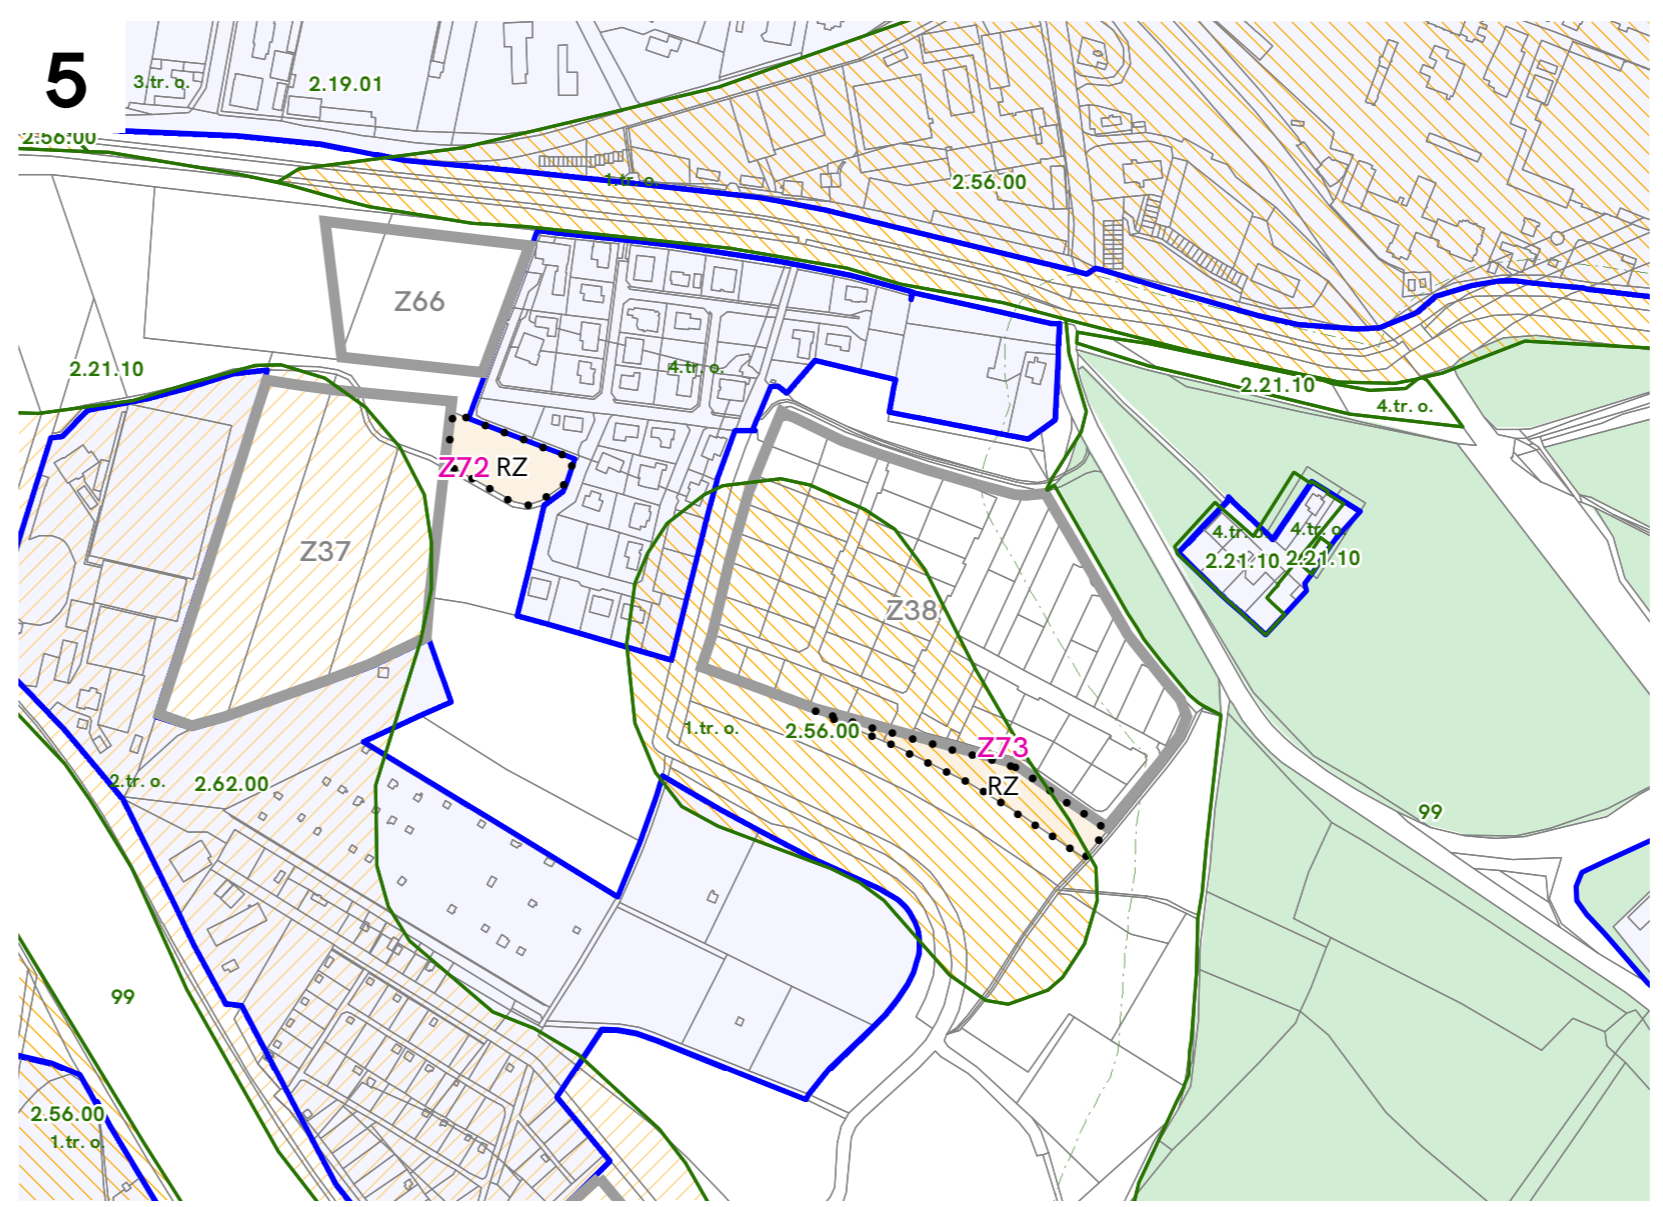 5
3.tr. o.
2.19.01
2.56.00
1.tr. o.
2.56.00
Z66
4.tr. o.
2.21.10
2.21.10
4.tr. o.
Z72 RZ
Z37
4.tr. o.
4.tr. o.
2.21.10
2.21.10
Z38
1.tr. o.
2.56.00
Z73
RZ
2.tr. o.
2.62.00
99
99
2.56.00
1.tr. o.